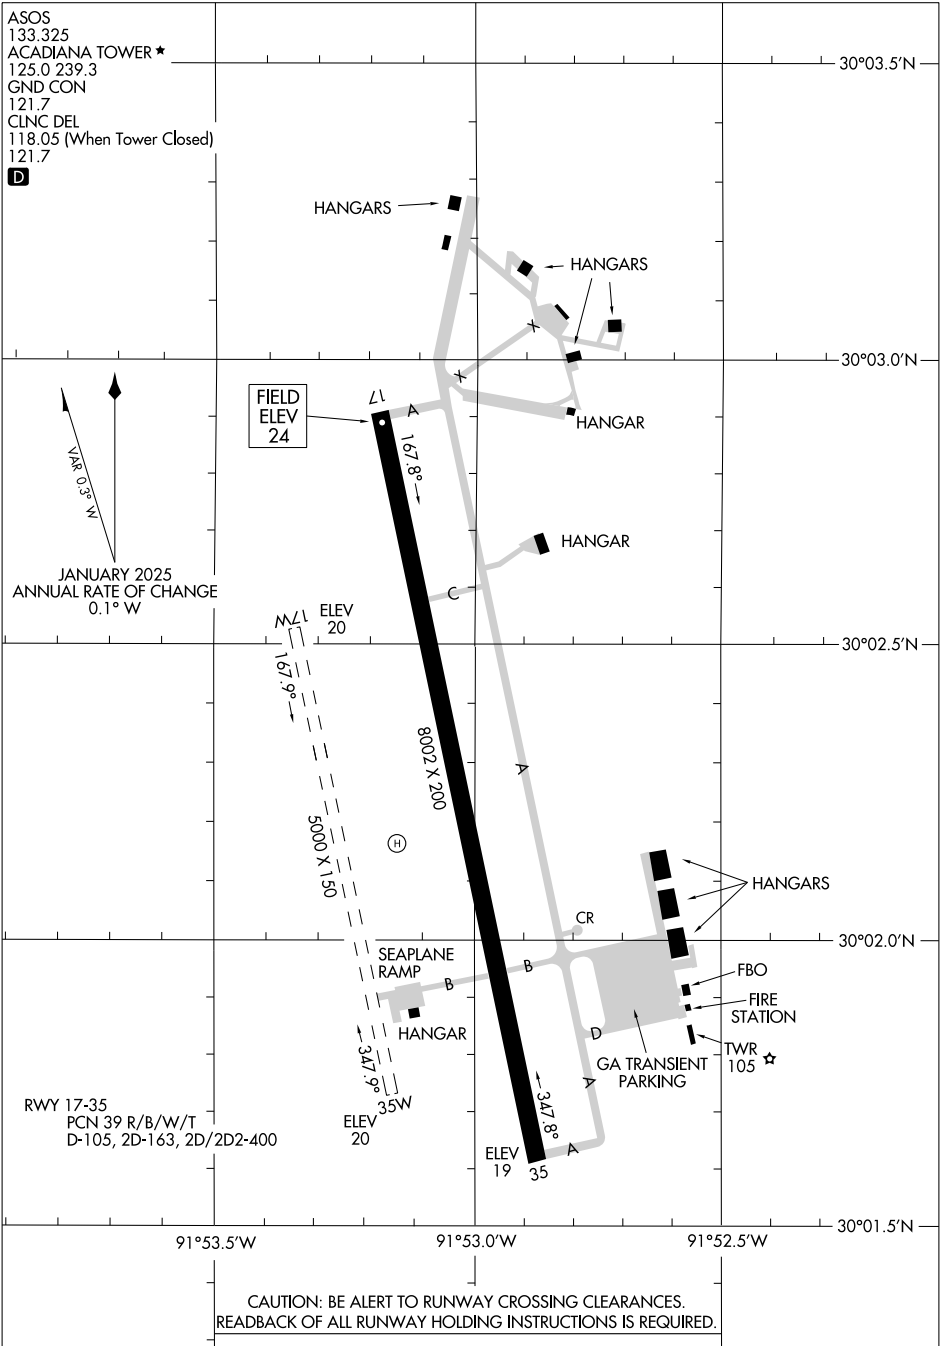 ASOS
133.325
ACADIANA TOWER ★
125.0 239.3
GND CON
121.7
CLNC DEL
118.05 (When Tower Closed)
121.7
D
30°03.5'N
HANGARS
HANGARS
X
X
30°03.0'N
FIELD
ELEV
24
17
A
167.8°
HANGAR
VAR 0.3° W
JANUARY 2025
ANNUAL RATE OF CHANGE
0.1° W
HANGAR
C
17W
ELEV
20
167.9°
30°02.5'N
8002 X 200
A
5000 X 150
H
HANGARS
CR
30°02.0'N
SEAPLANE
RAMP
B
B
FBO
FIRE
STATION
HANGAR
D
TWR
105
GA TRANSIENT
PARKING
347.9°
A
35W
ELEV
20
347.8°
RWY 17-35
PCN 39 R/B/W/T
D-105, 2D-163, 2D/2D2-400
ELEV
19
35
A
30°01.5'N
91°53.5'W
91°53.0'W
91°52.5'W
CAUTION: BE ALERT TO RUNWAY CROSSING CLEARANCES.
READBACK OF ALL RUNWAY HOLDING INSTRUCTIONS IS REQUIRED.